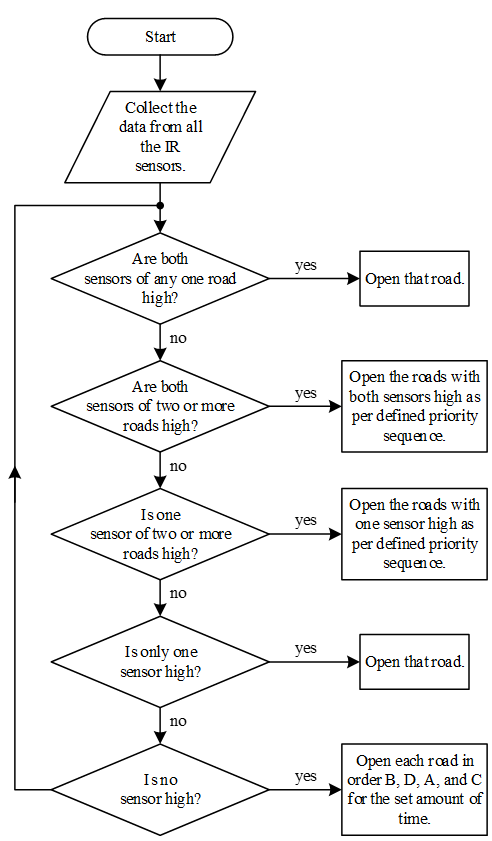 Start
Collect the
data from all
the IR
sensors.
Are both
sensors of any one road
high?
yes
Open that road.
no
Are both
sensors of two or more
roads high?
yes
Open the roads with
both sensors high as
per defined priority
sequence.
no
Is one
sensor of two or more
roads high?
yes
Open the roads with
one sensor high as
per defined priority
sequence.
no
Is only one
sensor high?
yes
Open that road.
no
Is no
sensor high?
yes
Open each road in
order B, D, A, and C
for the set amount of
time.